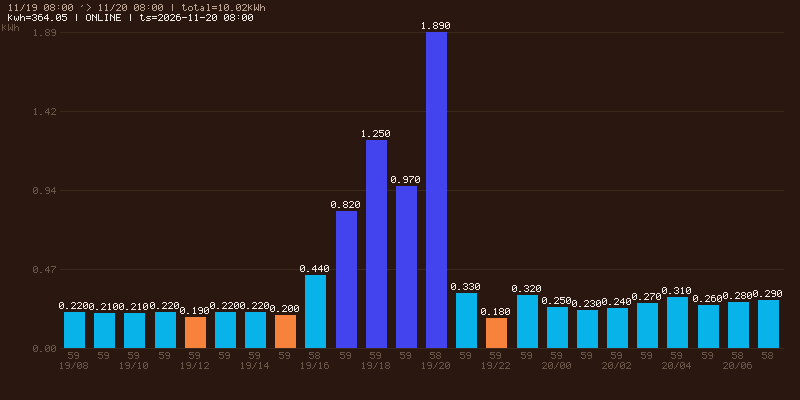 11/19 08:00 -> 11/20 08:00 | total=10.02KWh
Kwh=364.05 | ONLINE | ts=2026-11-20 08:00
KWh
1.89
1.42
0.94
0.47
0.00
0.220 0.210 0.210 0.220 0.190 0.220 0.220 0.200 0.440 0.820 1.250 0.970 1.890 0.330 0.180 0.320 0.250 0.230 0.240 0.270 0.310 0.260 0.280 0.290
59 59 59 59 59 59 59 59 58 59 59 59 58 59 59 59 59 59 59 59 59 59 58 58
19/08 19/10 19/12 19/14 19/16 19/18 19/20 19/22 20/00 20/02 20/04 20/06